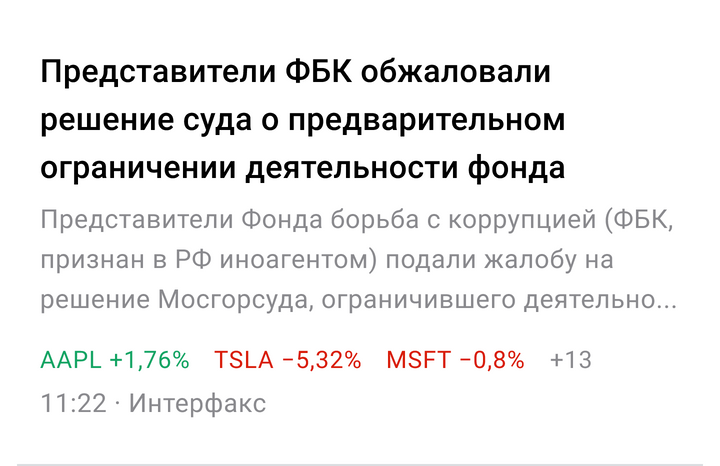 Представители ФБК обжаловали
решение суда о предварительном
ограничении деятельности фонда
Представители Фонда борьба с коррупцией (ФБК,
признан в РФ иноагентом) подали жалобу на
решение Мосгорсуда, ограничившего деятельно...
AAPL +1,76% TSLA −5,32% MSFT −0,8% +13
11:22 · Интерфакс